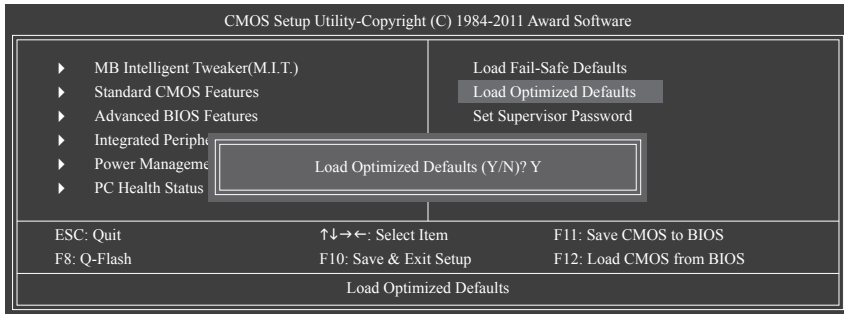 CMOS Setup Utility-Copyright (C) 1984-2011 Award Software
MB Intelligent Tweaker(M.I.T.)
Standard CMOS Features
Advanced BIOS Features
Integrated Periphe
Power Manageme
PC Health Status
Load Fail-Safe Defaults
Load Optimized Defaults
Set Supervisor Password
Load Optimized Defaults (Y/N)? Y
ESC: Quit
↑↓→←: Select Item
F11: Save CMOS to BIOS
F8: Q-Flash
F10: Save & Exit Setup
F12: Load CMOS from BIOS
Load Optimized Defaults